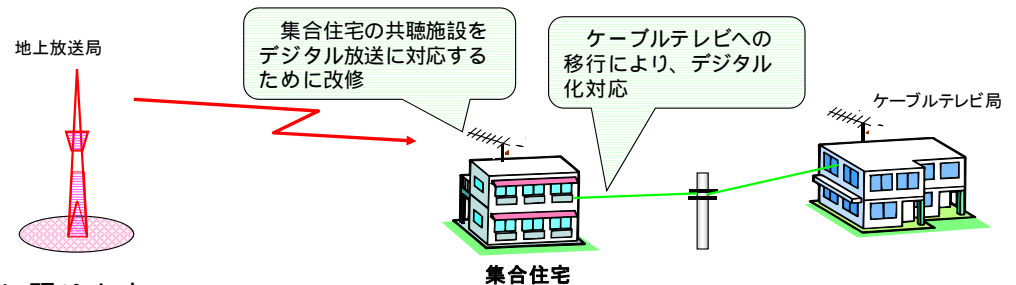 地上放送局
集合住宅の共聴施設を
デジタル放送に対応する
ために改修
ケーブルテレビへの
移行により、デジタル
化対応
ケーブルテレビ局
集合住宅